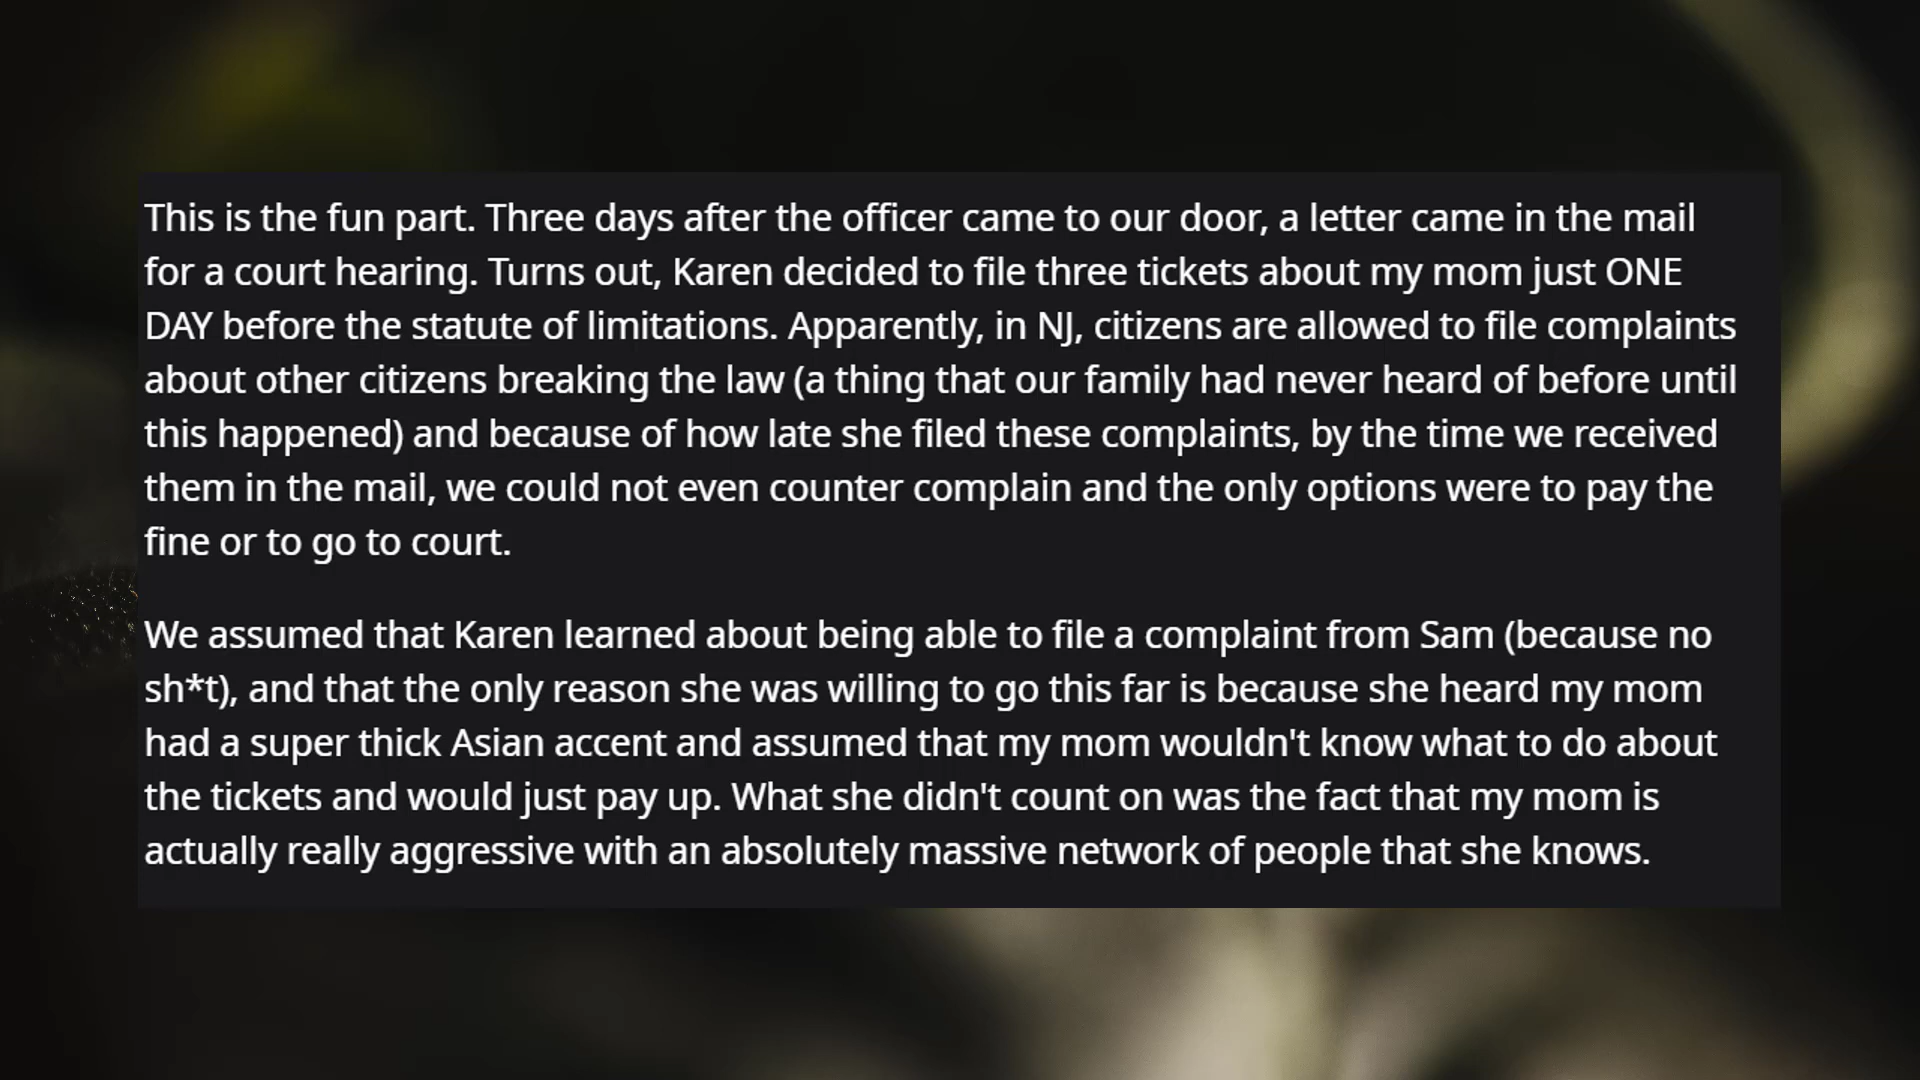 This is the fun part. Three days after the officer came to our door, a letter came in the mail
for a court hearing. Turns out, Karen decided to file three tickets about my mom just ONE
DAY before the statute of limitations. Apparently, in NJ, citizens are allowed to file complaints
about other citizens breaking the law (a thing that our family had never heard of before until
this happened) and because of how late she filed these complaints, by the time we received
them in the mail, we could not even counter complain and the only options were to pay the
fine or to go to court.
We assumed that Karen learned about being able to file a complaint from Sam (because no
sh*t), and that the only reason she was willing to go this far is because she heard my mom
had a super thick Asian accent and assumed that my mom wouldn't know what to do about
the tickets and would just pay up. What she didn't count on was the fact that my mom is
actually really aggressive with an absolutely massive network of people that she knows.